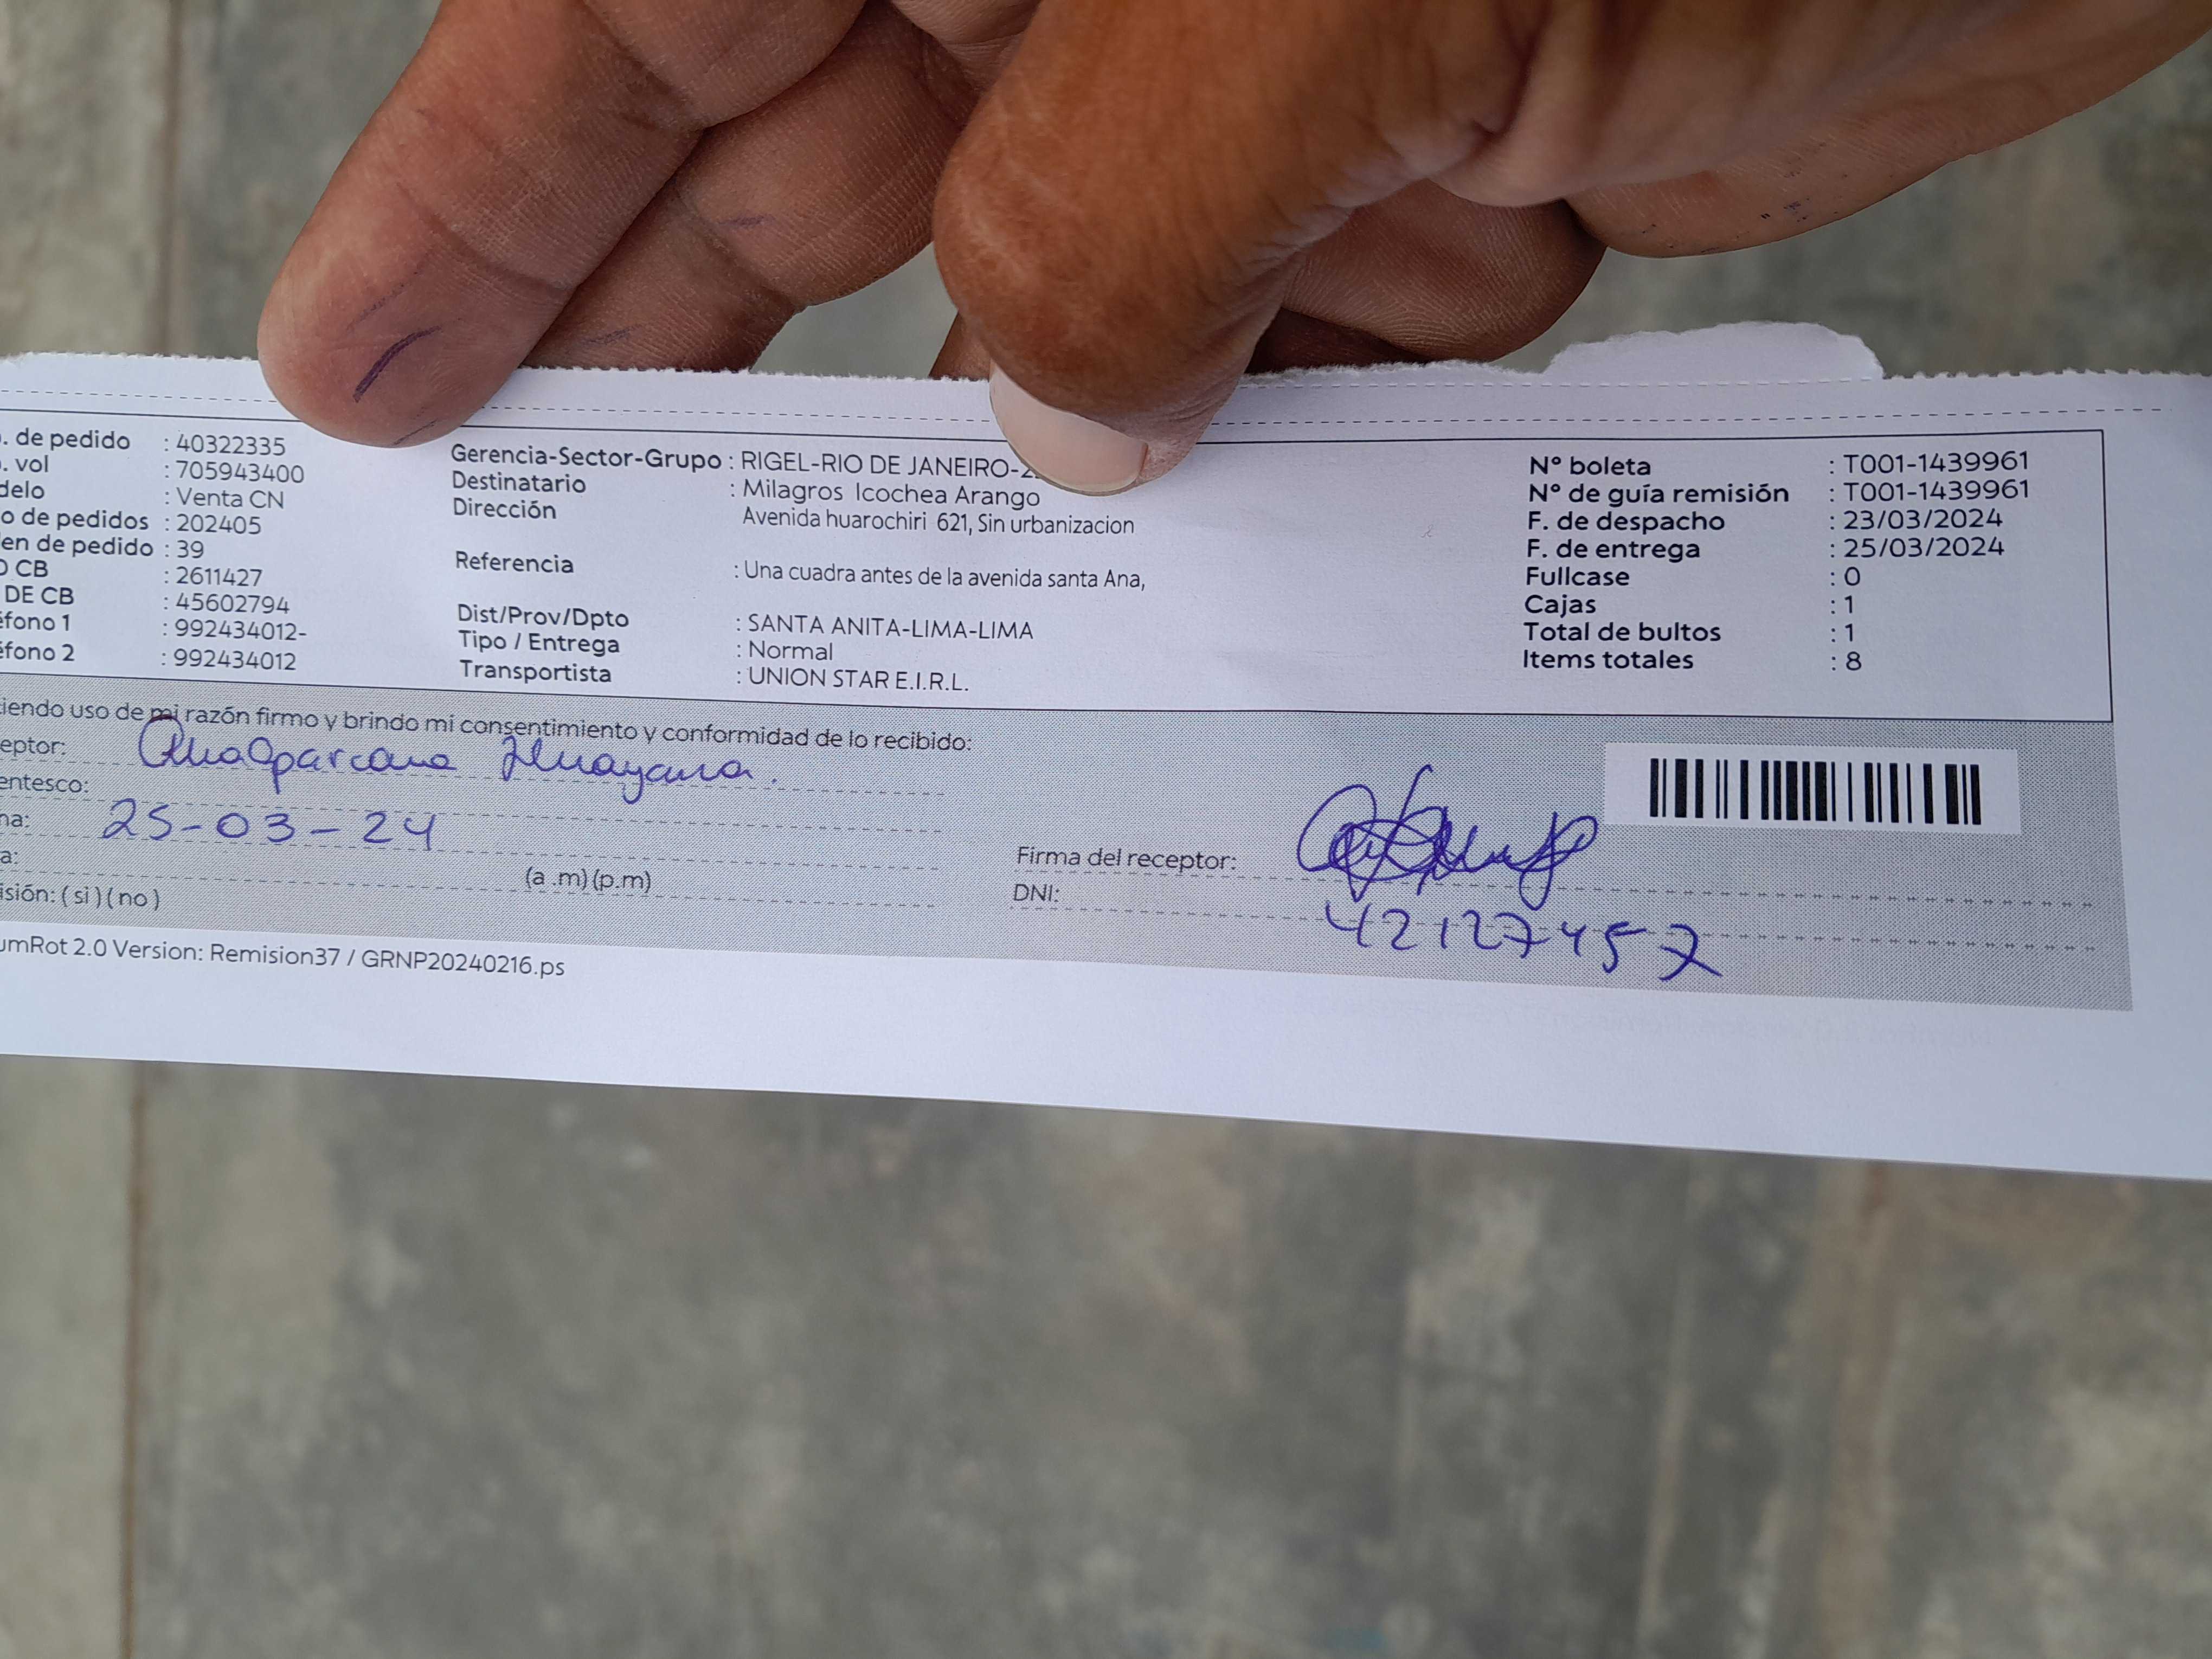 . de pedido : 40322335
. vol : 705943400
delo : Venta CN
o de pedidos : 202405
en de pedido : 39
O CB : 2611427
DE CB : 45602794
éfono 1 : 992434012-
éfono 2 : 992434012
Gerencia-Sector-Grupo : RIGEL-RIO DE JANEIRO-
Destinatario : Milagros Icochea Arango
Dirección Avenida huarochiri 621, Sin urbanizacion
Referencia : Una cuadra antes de la avenida santa Ana,
Dist/Prov/Dpto : SANTA ANITA-LIMA-LIMA
Tipo / Entrega : Normal
Transportista : UNION STAR E.I.R.L.
N° boleta : T001-1439961
N° de guía remisión : T001-1439961
F. de despacho : 23/03/2024
F. de entrega : 25/03/2024
Fullcase : 0
Cajas : 1
Total de bultos : 1
Items totales : 8
iendo uso de mi razón firmo y brindo mi consentimiento y conformidad de lo recibido:
eptor:
entesco:
ha: 25-03-24
a: (a .m) (p.m)
isión: ( si ) ( no )
Firma del receptor:
DNI: 42127457
umRot 2.0 Version: Remision37 / GRNP20240216.ps